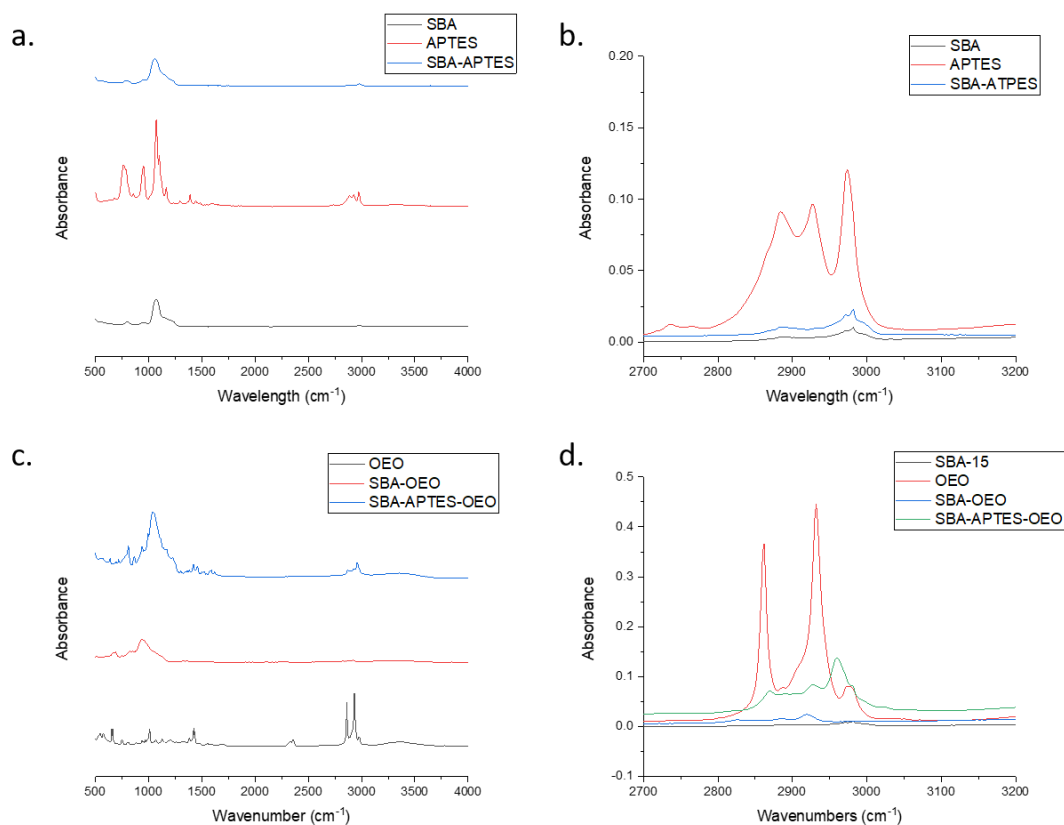 a.
SBA
APTES
SBA-APTES
Absorbance
500 1000 1500 2000 2500 3000 3500 4000
Wavelength (cm-1)
b.
SBA
APTES
SBA-ATPES
0.20
0.15
0.10
0.05
0.00
Absorbance
2700 2800 2900 3000 3100 3200
Wavelength (cm-1)
c.
OEO
SBA-OEO
SBA-APTES-OEO
Absorbance
500 1000 1500 2000 2500 3000 3500 4000
Wavenumber (cm-1)
d.
SBA-15
OEO
SBA-OEO
SBA-APTES-OEO
0.5
0.4
0.3
0.2
0.1
0.0
-0.1
Absorbance
2700 2800 2900 3000 3100 3200
Wavenumbers (cm-1)